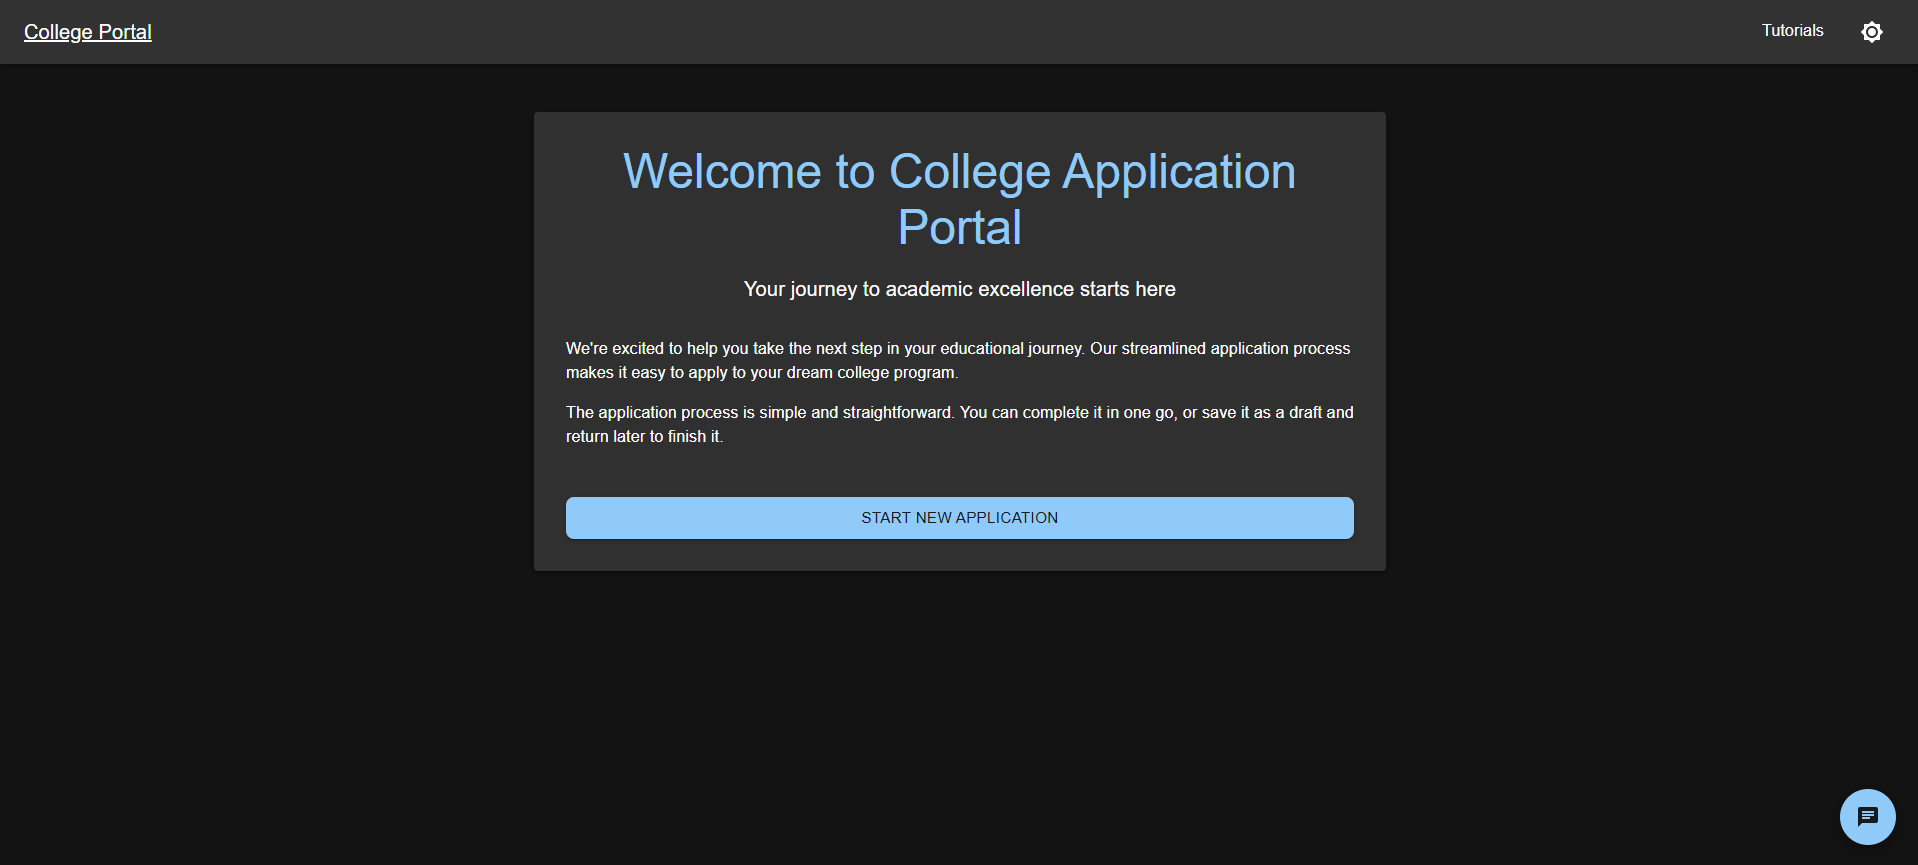 College Portal
Tutorials
Welcome to College Application
Portal
Your journey to academic excellence starts here
We're excited to help you take the next step in your educational journey. Our streamlined application process
makes it easy to apply to your dream college program.
The application process is simple and straightforward. You can complete it in one go, or save it as a draft and
return later to finish it.
START NEW APPLICATION